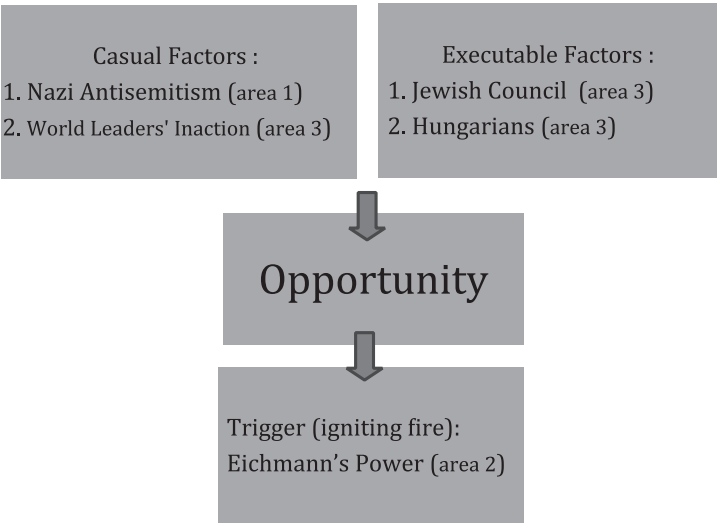 Casual Factors :
1. Nazi Antisemitism (area 1)
2. World Leaders' Inaction (area 3)
Executable Factors :
1. Jewish Council (area 3)
2. Hungarians (area 3)
Opportunity
Trigger (igniting fire):
Eichmann's Power (area 2)